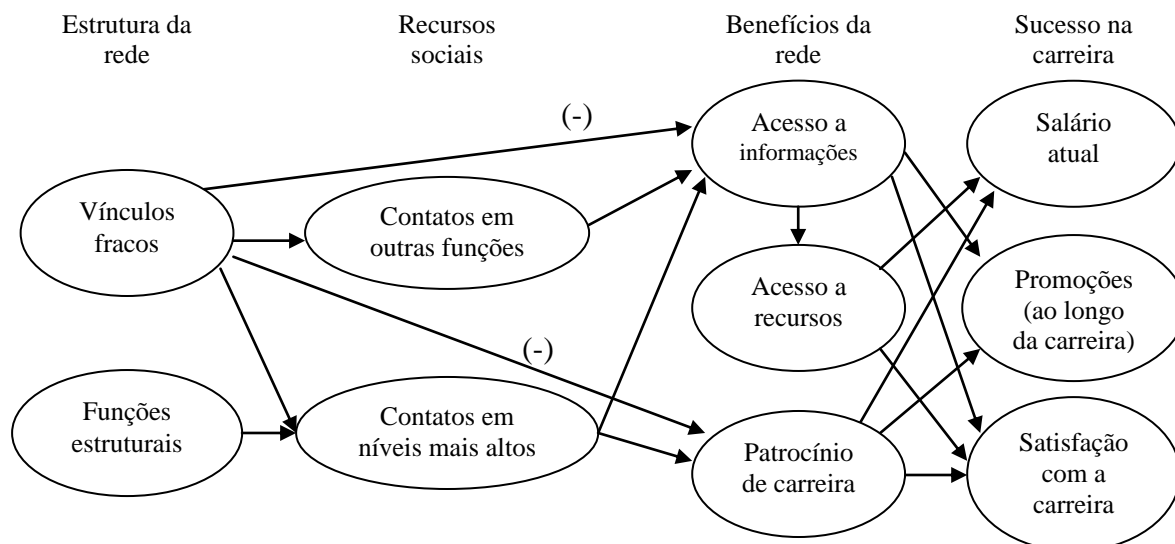 Estrutura da
rede
Recursos
sociais
Benefícios da
rede
Sucesso na
carreira
(-)
Acesso a
informações
Salário
atual
Vínculos
fracos
Contatos em
outras funções
Acesso a
recursos
Promoções
(ao longo
da carreira)
(-)
Funções
estruturais
Contatos em
níveis mais altos
Patrocínio
de carreira
Satisfação
com a
carreira